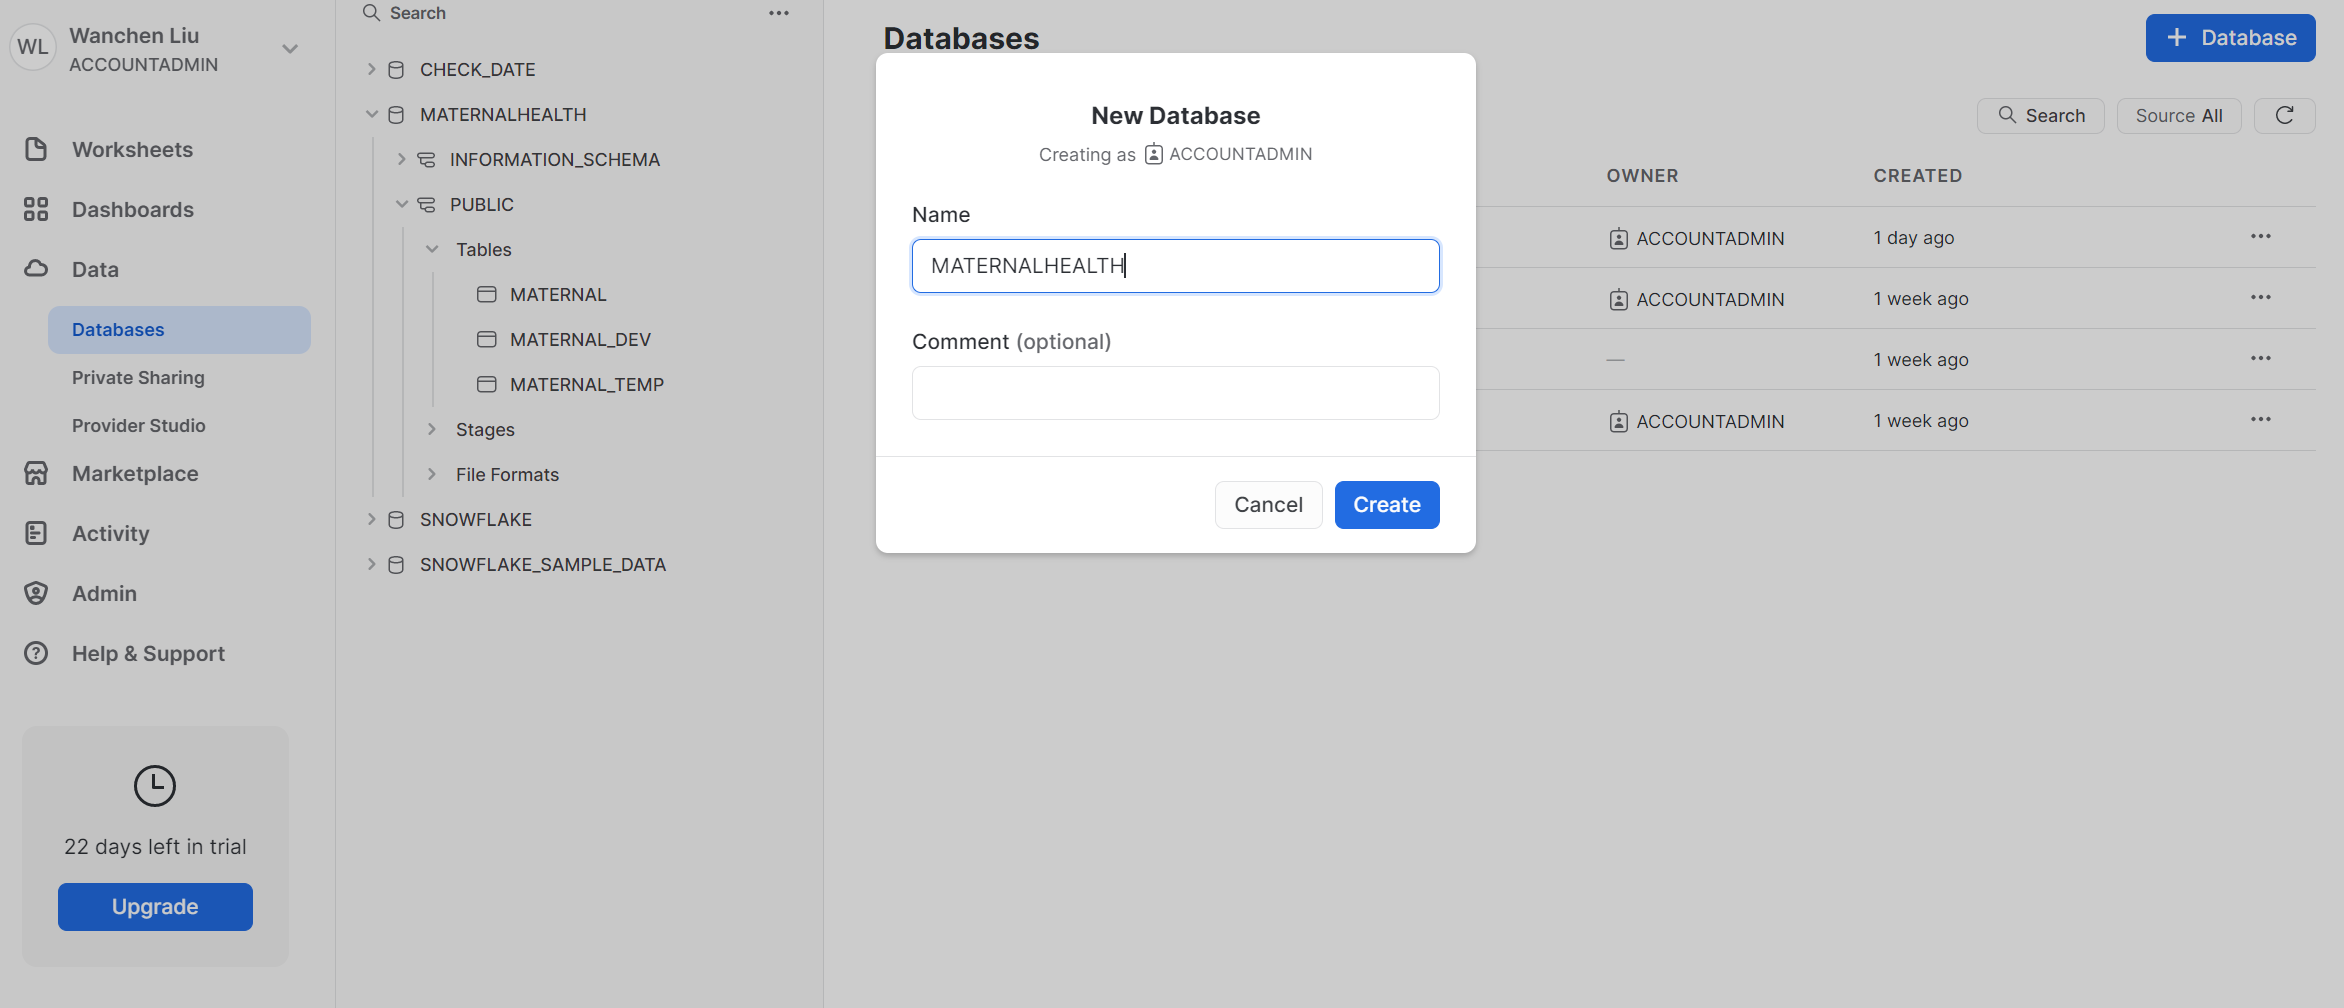 WL
Wanchen Liu
ACCOUNTADMIN
Worksheets
Dashboards
Data
Databases
Private Sharing
Provider Studio
Marketplace
Activity
Admin
Help & Support
22 days left in trial
Upgrade
Search
CHECK_DATE
MATERNALHEALTH
INFORMATION_SCHEMA
PUBLIC
Tables
MATERNAL
MATERNAL_DEV
MATERNAL_TEMP
Stages
File Formats
SNOWFLAKE
SNOWFLAKE_SAMPLE_DATA
Databases
+ Database
Search
Source All
OWNER CREATED
ACCOUNTADMIN 1 day ago
ACCOUNTADMIN 1 week ago
— 1 week ago
ACCOUNTADMIN 1 week ago
New Database
Creating as ACCOUNTADMIN
Name
MATERNALHEALTH
Comment (optional)
Cancel Create